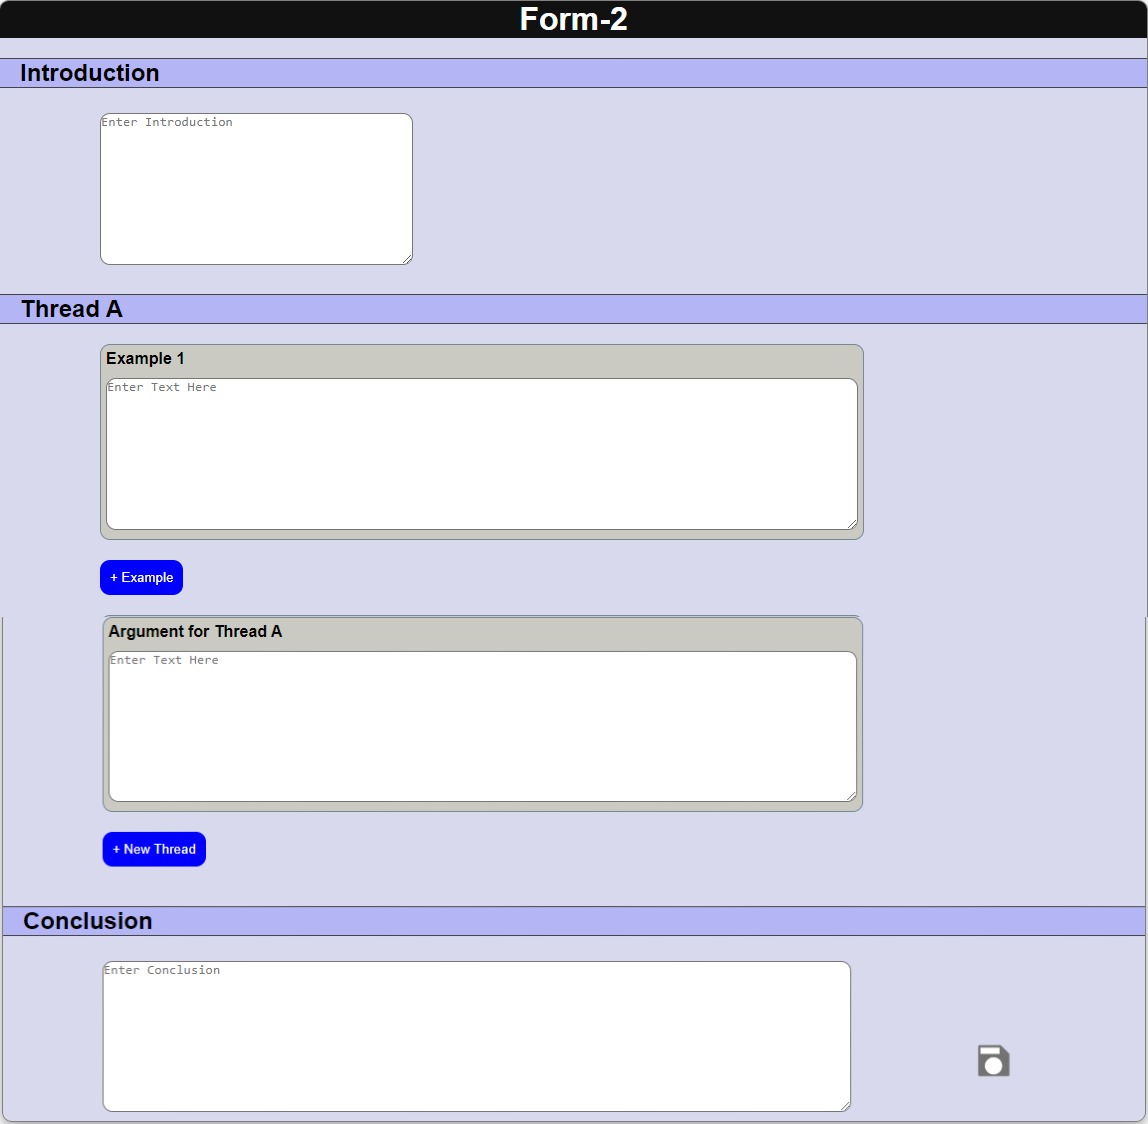 Form-2
Introduction
Enter Introduction
Thread A
Example 1
Enter Text Here
+ Example
Argument for Thread A
Enter Text Here
+ New Thread
Conclusion
Enter Conclusion